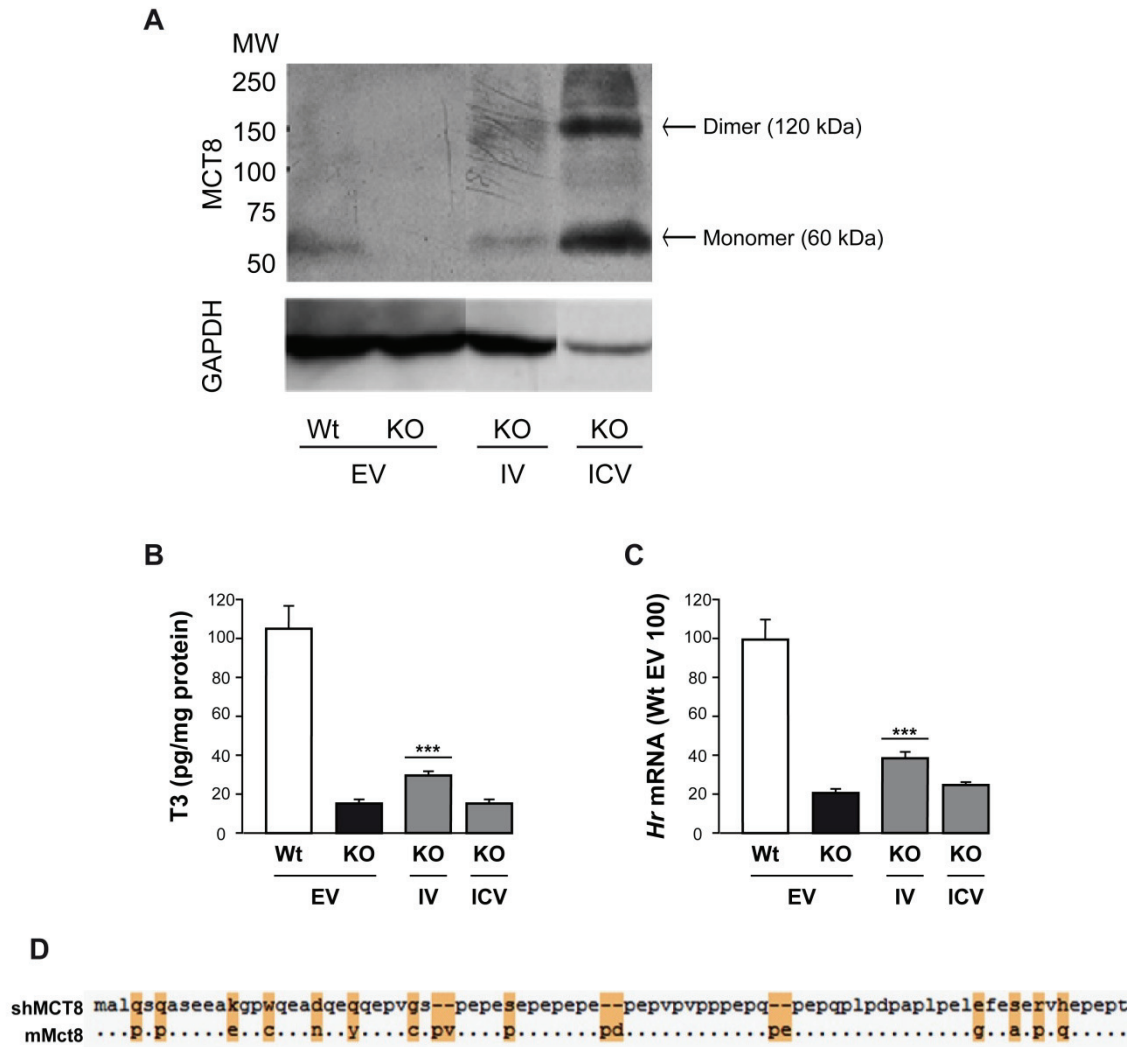 A
MW
250
150
100
75
50
MCT8
Dimer (120 kDa)
Monomer (60 kDa)
GAPDH
Wt KO KO KO
EV IV ICV
B
T3 (pg/mg protein)
120
100
80
60
40
20
0
***
Wt KO KO KO
EV IV ICV
C
Hr mRNA (Wt EV 100)
120
100
80
60
40
20
0
***
Wt KO KO KO
EV IV ICV
D
shMCT8 malqsqaseeakgpwqeadqeqqepvgs--pepesepepepe--pepvpvpppepq--pepqplpdpaplpelefeservhepept
mMct8 ...p.p.....e..c...n..y....c.pv....p.......pd............pe...............g..a.p.q.....